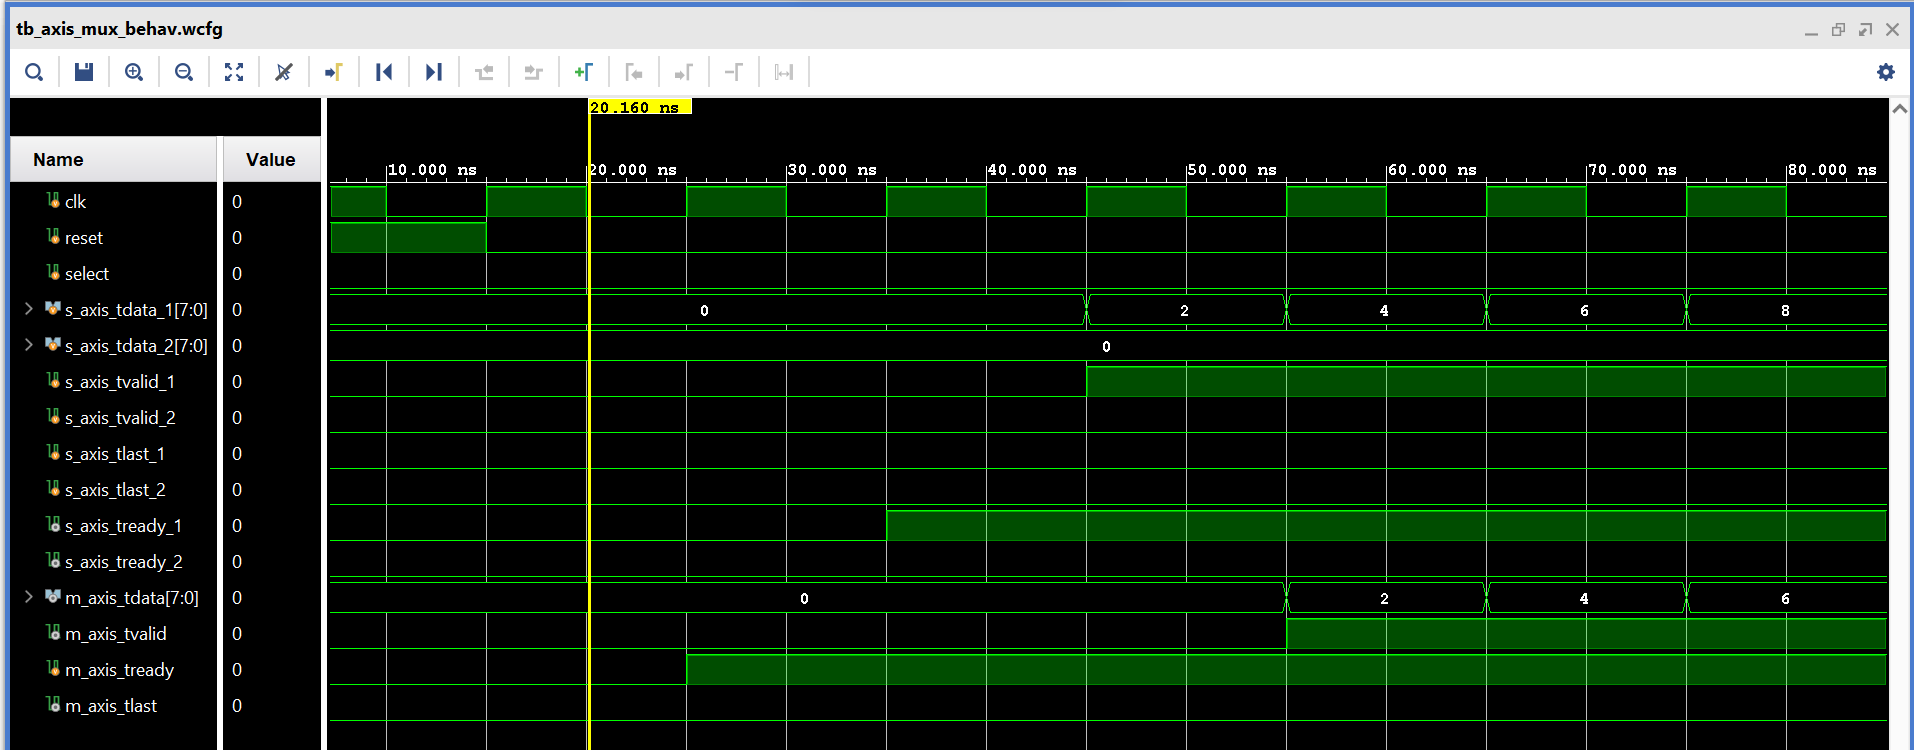 tb_axis_mux_behav.wcfg
20.160 ns
Name Value
10.000 ns 20.000 ns 30.000 ns 40.000 ns 50.000 ns 60.000 ns 70.000 ns 80.000 ns
clk 0
reset 0
select 0
s_axis_tdata_1[7:0] 0 0 2 4 6 8
s_axis_tdata_2[7:0] 0 0
s_axis_tvalid_1 0
s_axis_tvalid_2 0
s_axis_tlast_1 0
s_axis_tlast_2 0
s_axis_tready_1 0
s_axis_tready_2 0
m_axis_tdata[7:0] 0 0 2 4 6
m_axis_tvalid 0
m_axis_tready 0
m_axis_tlast 0